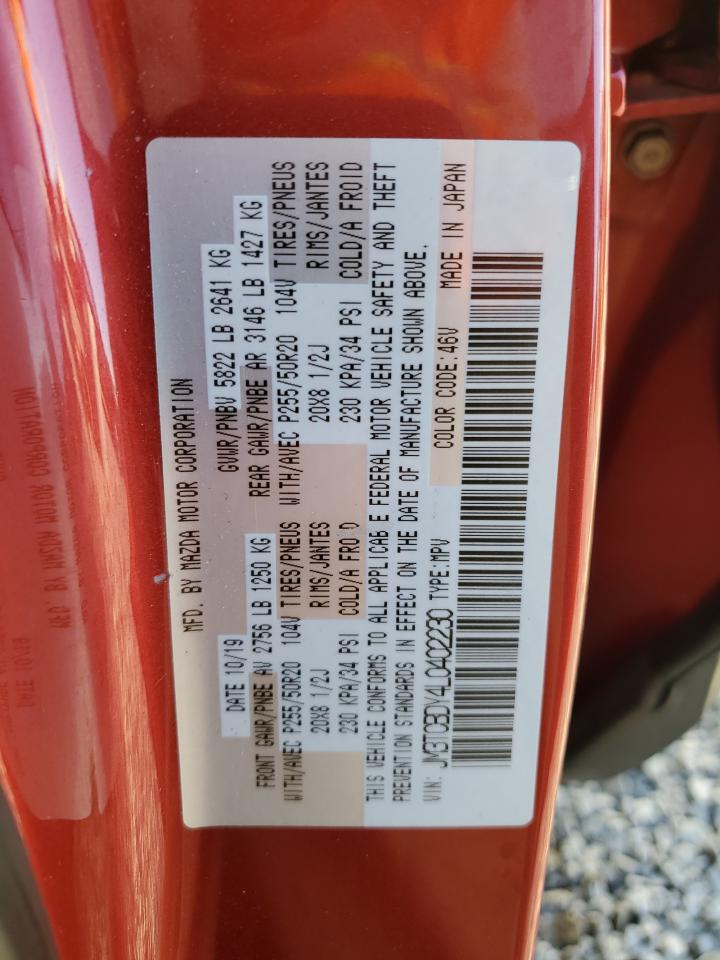 MFD. BY MAZDA MOTOR CORPORATION
DATE 10/19 GVWR/PNBV 5822 LB 2641 KG
FRONT GAWR/PNBE AV 2756 LB 1250 KG REAR GAWR/PNBE AR 3146 LB 1427 KG
WITH/AVEC P255/50R20 104V TIRES/PNEUS WITH/AVEC P255/50R20 104V TIRES/PNEUS
20X8 1/2J RIMS/JANTES 20X8 1/2J RIMS/JANTES
230 KPA/34 PSI COLD/A FROID 230 KPA/34 PSI COLD/A FROID
THIS VEHICLE CONFORMS TO ALL APPLICAB E FEDERAL MOTOR VEHICLE SAFETY AND THEFT
PREVENTION STANDARDS IN EFFECT ON THE DATE OF MANUFACTURE SHOWN ABOVE.
VIN: JM3TCBDY4L0402230 TYPE:MPV COLOR CODE:46V MADE IN JAPAN